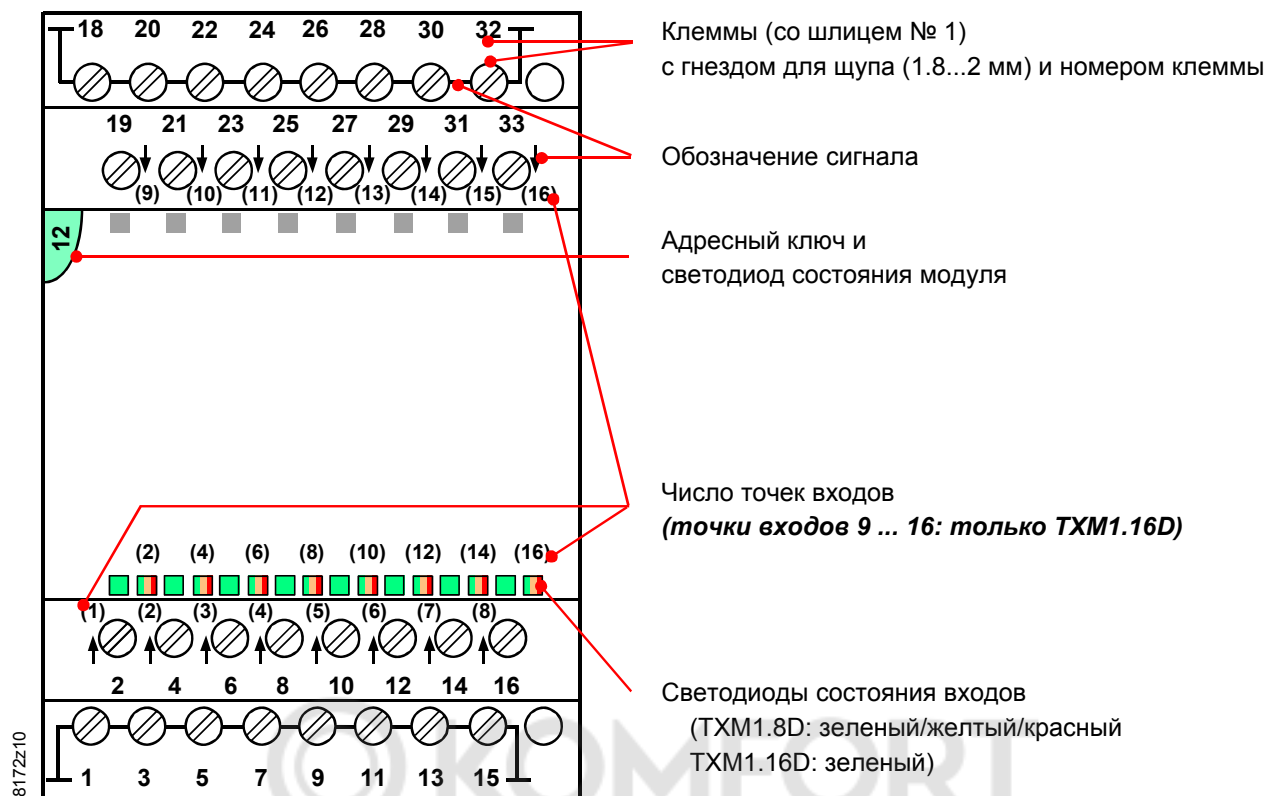 18 20 22 24 26 28 30 32
Клеммы (со шлицем № 1)
с гнездом для щупа (1.8...2 мм) и номером клеммы
19 21 23 25 27 29 31 33
Обозначение сигнала
(9) (10) (11) (12) (13) (14) (15) (16)
12
Адресный ключ и
светодиод состояния модуля
Число точек входов
(точки входов 9 ... 16: только TXM1.16D)
(2) (4) (6) (8) (10) (12) (14) (16)
(1) (2) (3) (4) (5) (6) (7) (8)
2 4 6 8 10 12 14 16
Светодиоды состояния входов
(TXM1.8D: зеленый/желтый/красный
TXM1.16D: зеленый)
1 3 5 7 9 11 13 15
8172z10
© KOMFORT